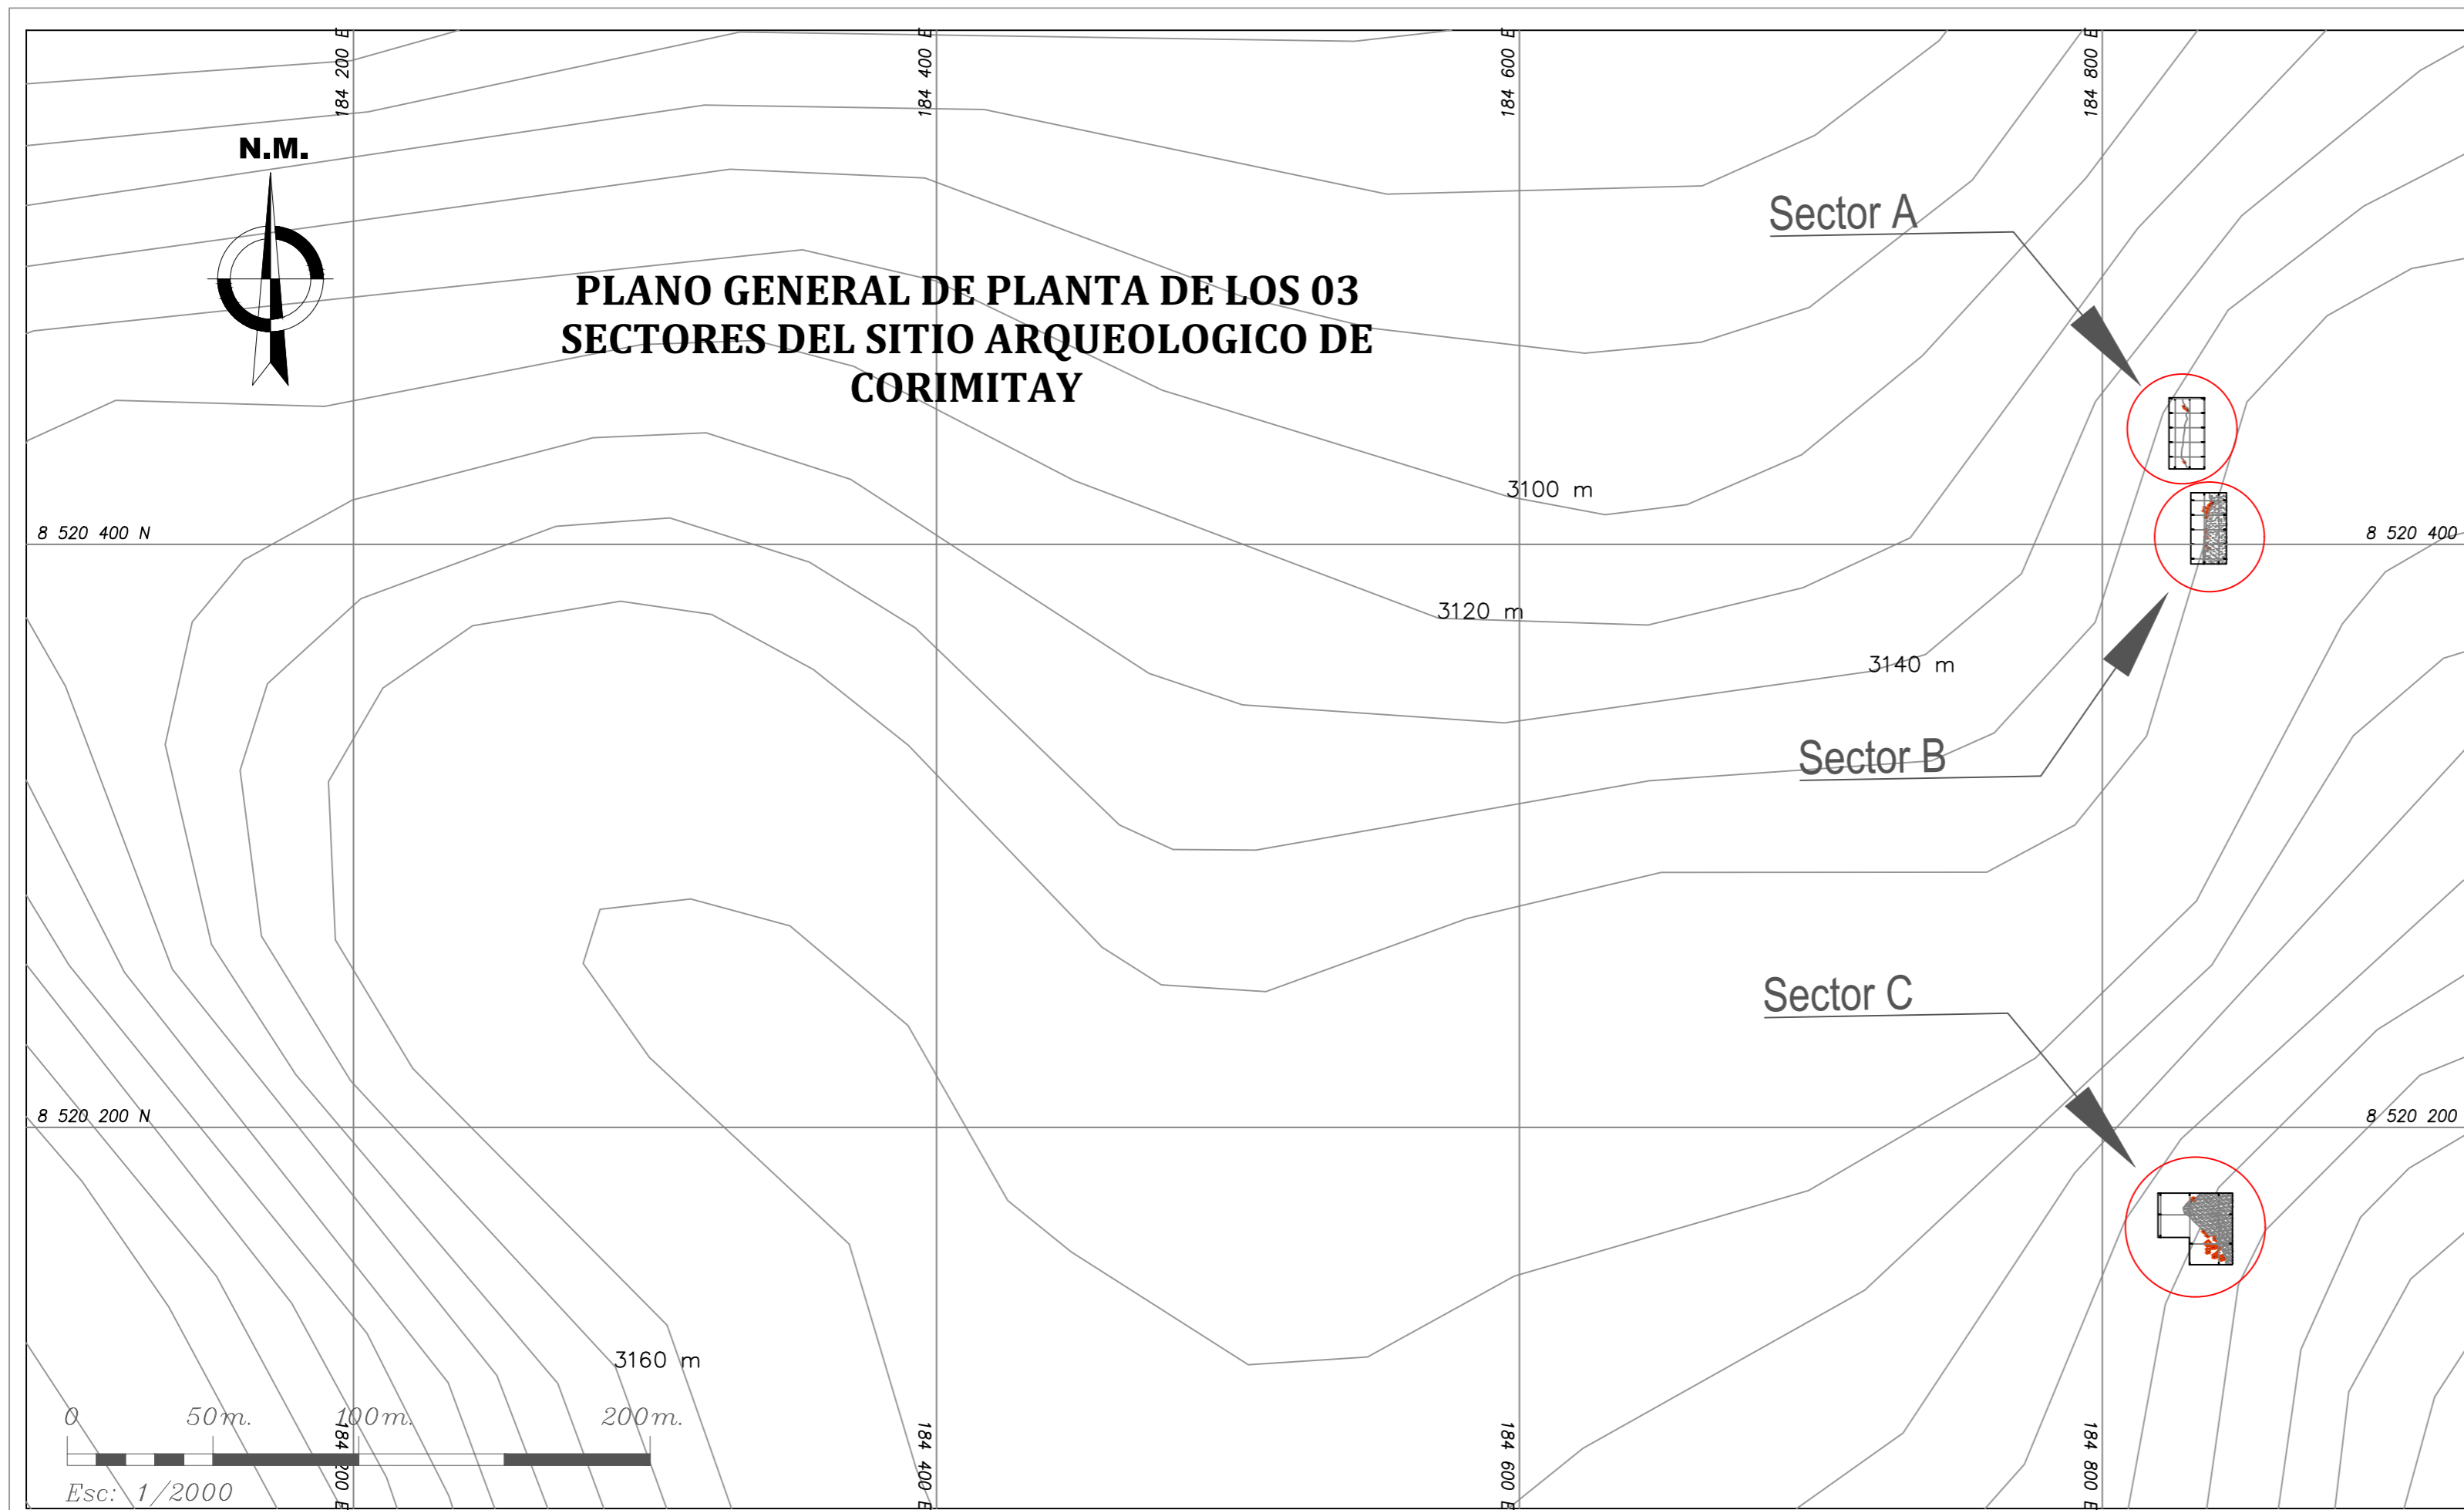 184 200 E
184 400 E
184 600 E
184 800 E
N.M.
Sector A
PLANO GENERAL DE PLANTA DE LOS 03
SECTORES DEL SITIO ARQUEOLOGICO DE
CORIMITAY
3100 m
8 520 400 N
8 520 400
3120 m
3140 m
Sector B
Sector C
8 520 200 N
8 520 200
3160 m
0 50m. 100m. 200m.
Esc: 1/2000
184 200 E
184 400 E
184 600 E
184 800 E